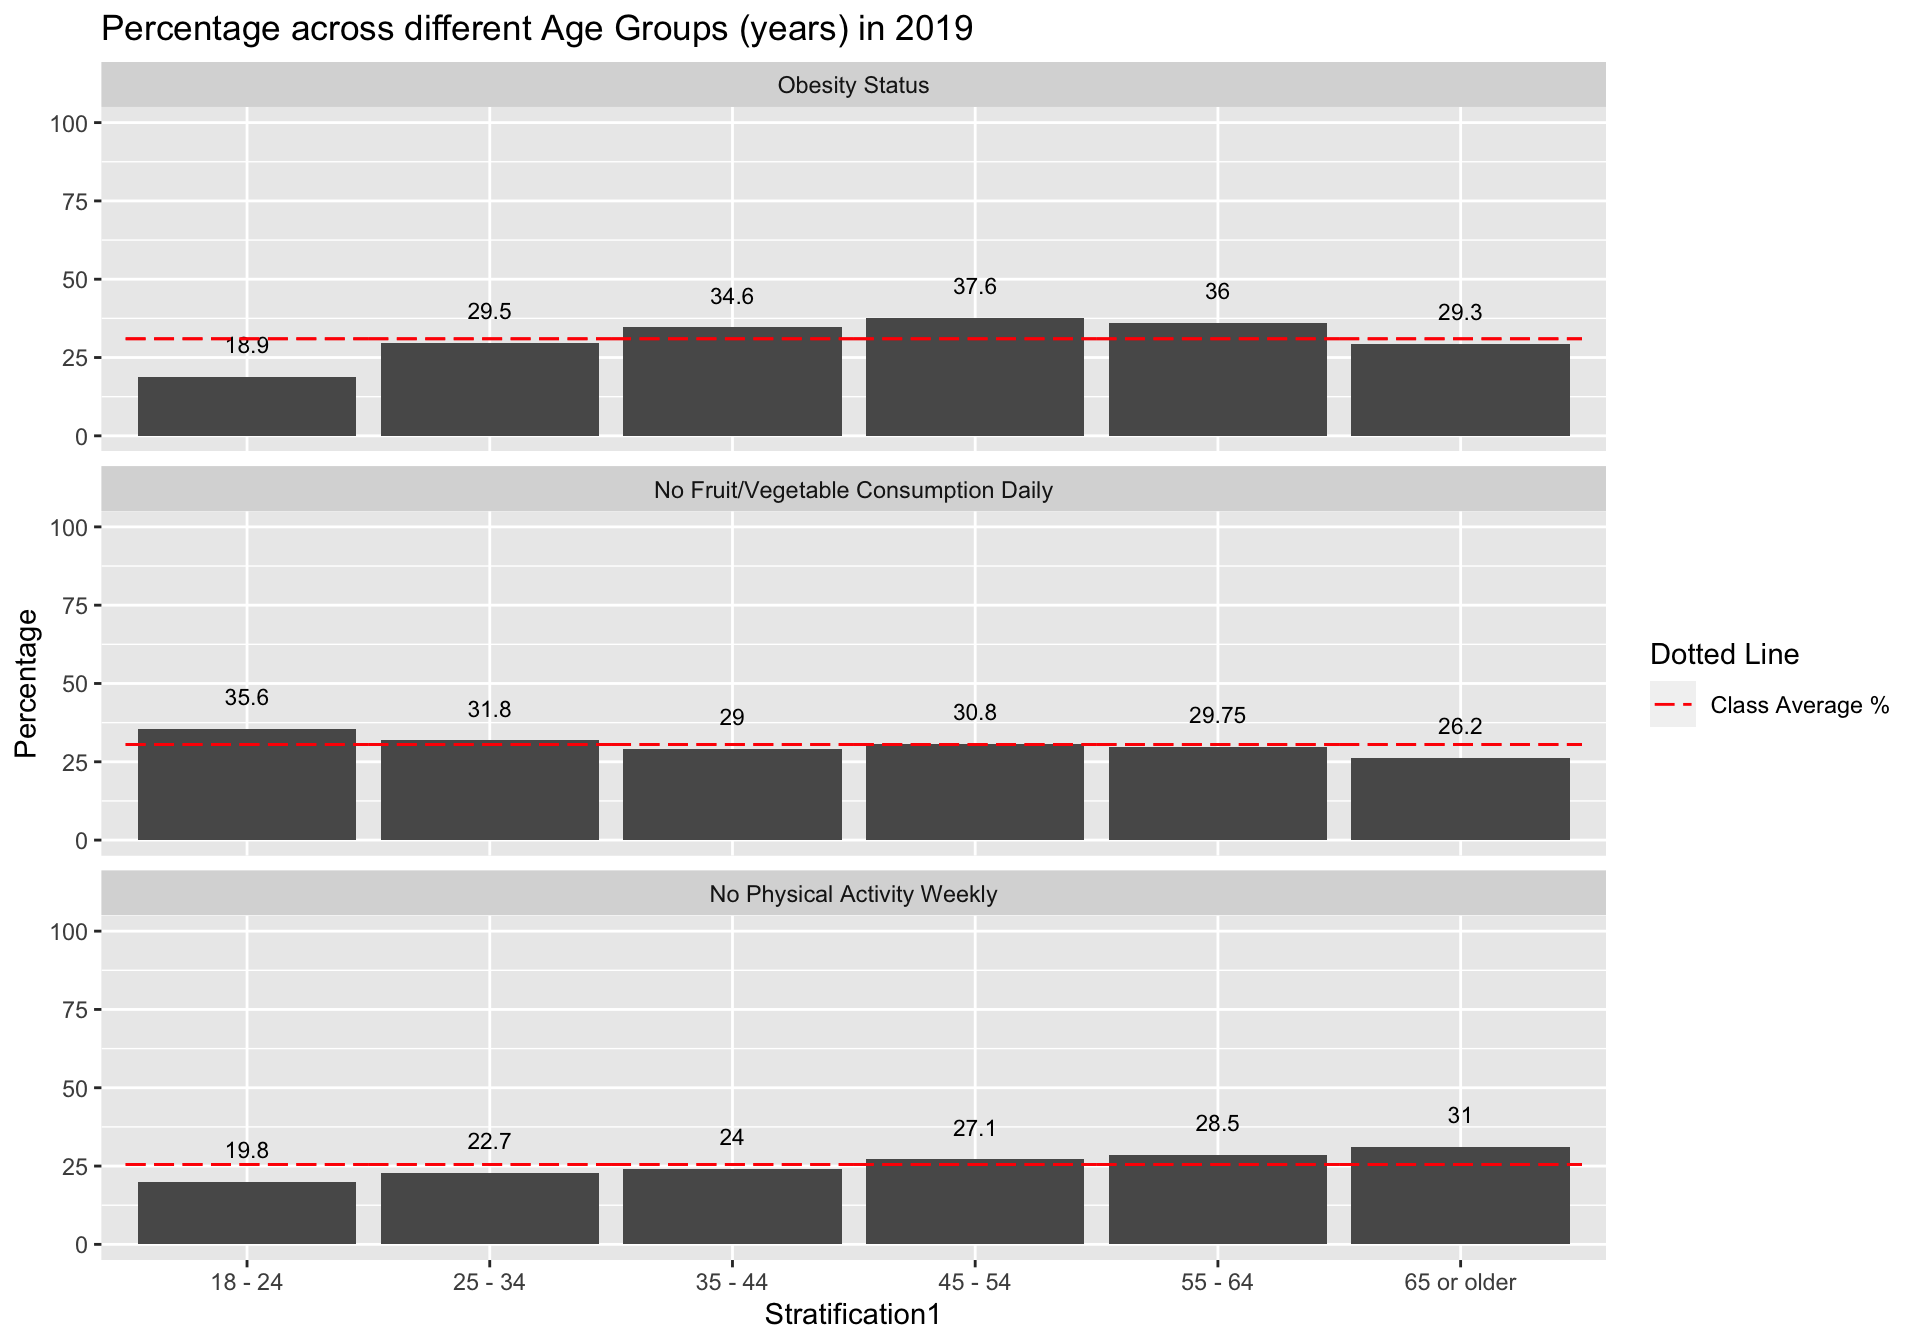 Percentage across different Age Groups (years) in 2019
Obesity Status
100
75
50
25
0
18.9
29.5
34.6
37.6
36
29.3
No Fruit/Vegetable Consumption Daily
100
75
50
25
0
35.6
31.8
29
30.8
29.75
26.2
No Physical Activity Weekly
100
75
50
25
0
19.8
22.7
24
27.1
28.5
31
18 - 24
25 - 34
35 - 44
45 - 54
55 - 64
65 or older
Stratification1
Percentage
Dotted Line
Class Average %